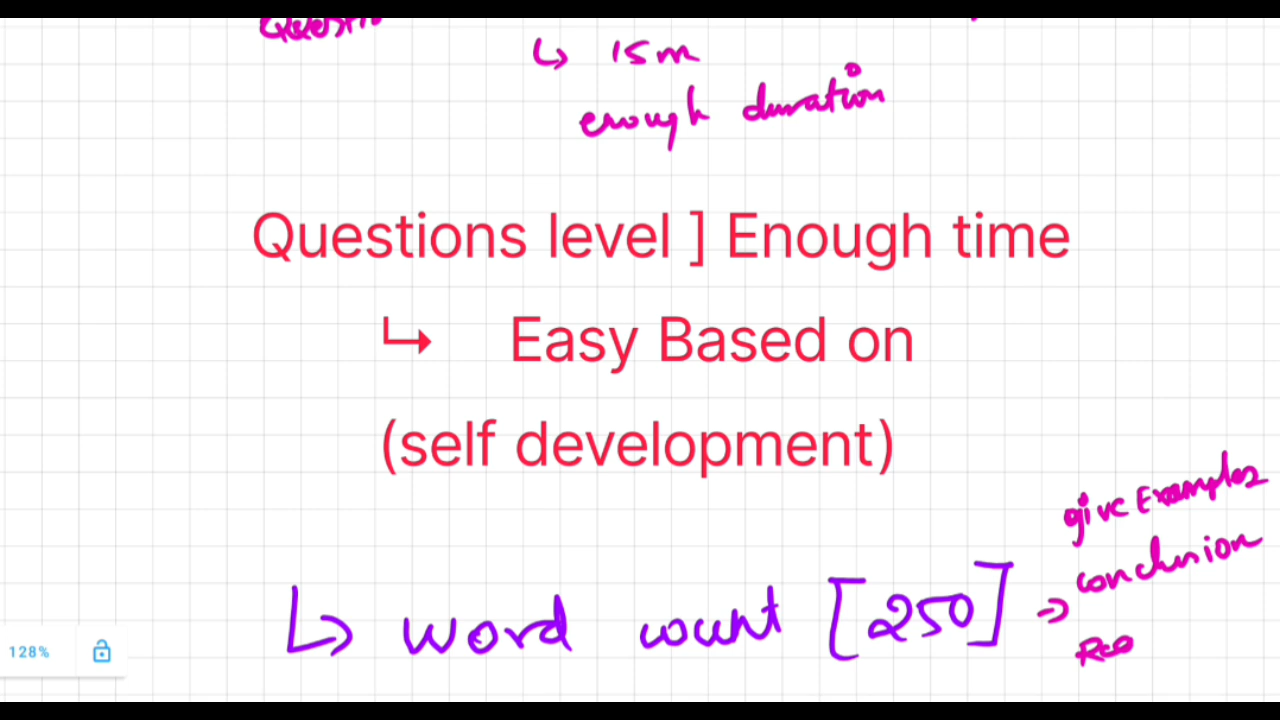 ↳ 15m
enough duration
Questions level ] Enough time
↳ Easy Based on
(self development)
give Examples
conclusion
↳ word count [250] →
128%